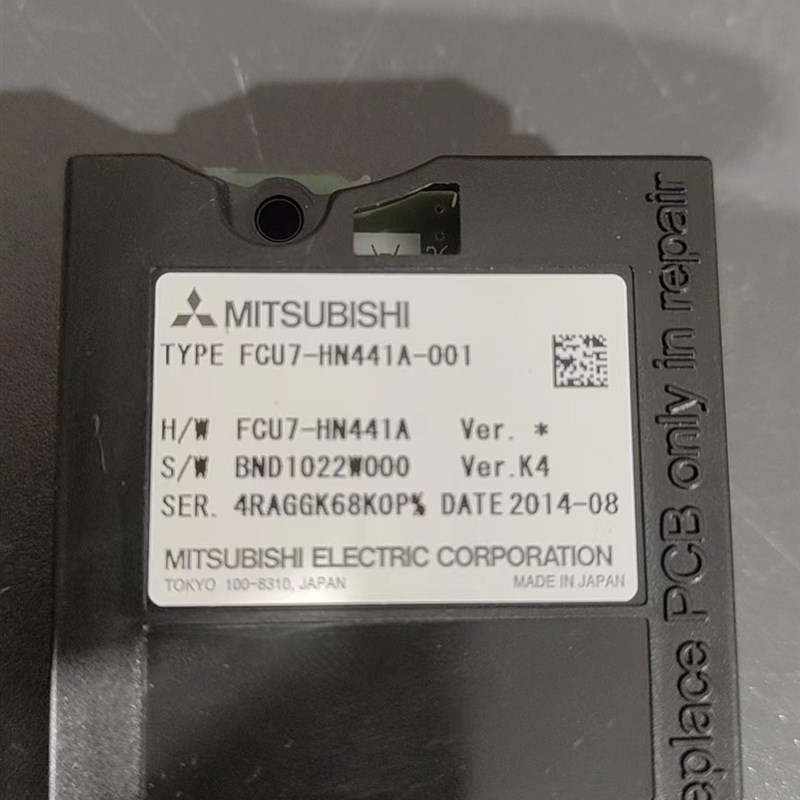 MITSUBISHI
TYPE FCU7-HN441A-001
H/W FCU7-HN441A Ver. *
S/W BND1022W000 Ver.K4
SER. 4RAGGK68K0P% DATE 2014-08
MITSUBISHI ELECTRIC CORPORATION
TOKYO 100-8310, JAPAN MADE IN JAPAN
eplace PCB only in repair